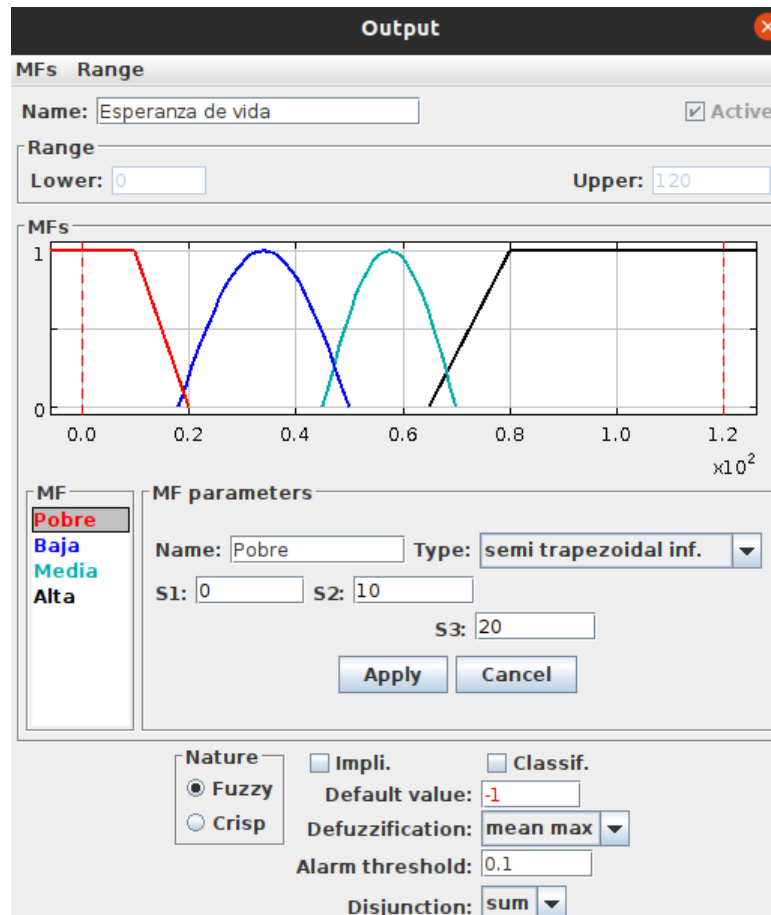 Output
MFs Range
Name: Esperanza de vida Active
Range
Lower: 0 Upper: 120
MFs
1
0
0.0 0.2 0.4 0.6 0.8 1.0 1.2
x10²
MF
Pobre
Baja
Media
Alta
MF parameters
Name: Pobre Type: semi trapezoidal inf.
S1: 0 S2: 10
S3: 20
Apply Cancel
Nature
Fuzzy
Crisp
Impli. Classif.
Default value: -1
Defuzzification: mean max
Alarm threshold: 0.1
Disjunction: sum